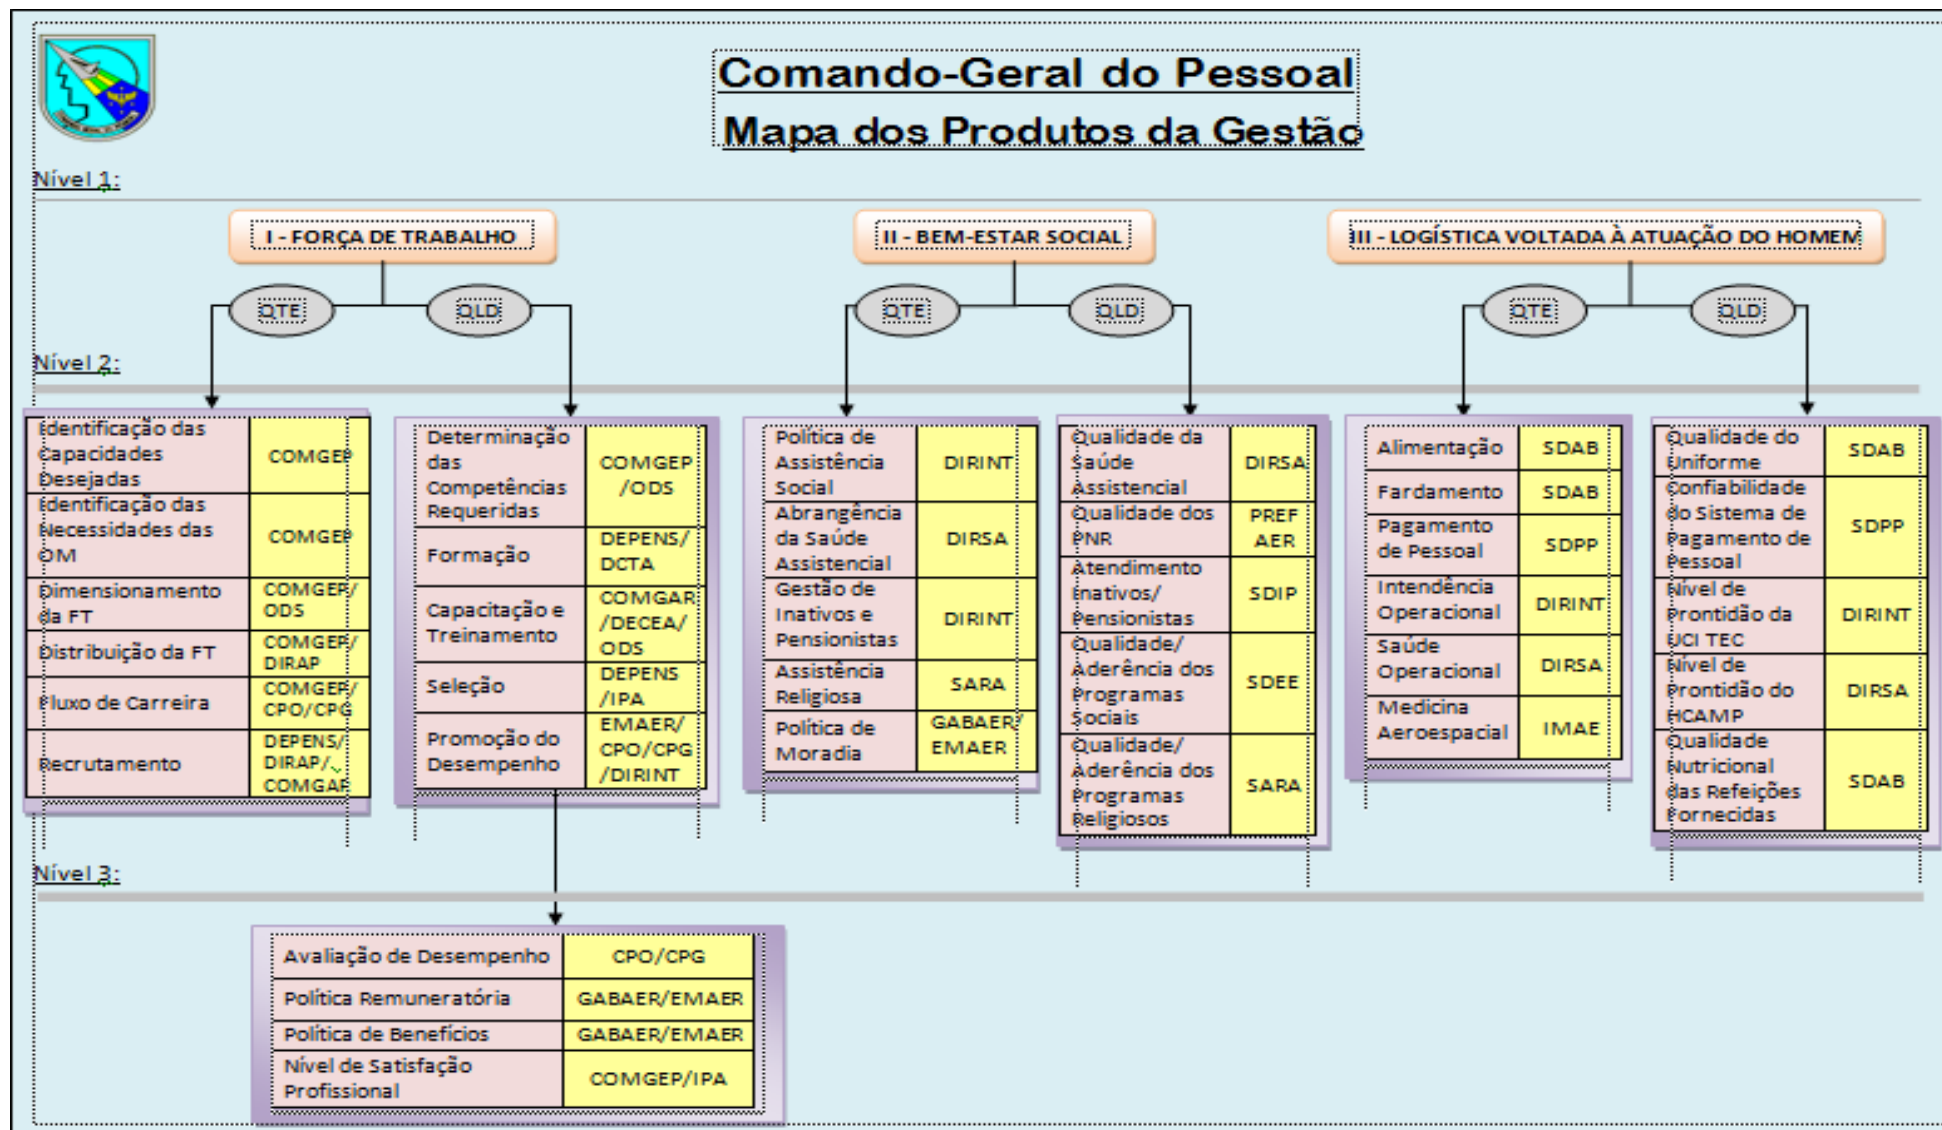 Comando-Geral do Pessoal
Mapa dos Produtos da Gestão
Nível 1:
I - FORÇA DE TRABALHO
II - BEM-ESTAR SOCIAL
III - LOGÍSTICA VOLTADA À ATUAÇÃO DO HOMEM
QTE
QLD
QTE
QLD
QTE
QLD
Nível 2:
Identificação das
Capacidades
Desejadas
COMGEP
Identificação das
Necessidades das
OM
COMGEP
Dimensionamento
da FT
COMGEP/
ODS
Distribuição da FT
COMGEP/
DIRAP
Fluxo de Carreira
COMGEP/
CPO/CPG
Recrutamento
DEPENS/
DIRAP/
COMGAR
Determinação
das
Competências
Requeridas
COMGEP
/ODS
Formação
DEPENS/
DCTA
Capacitação e
Treinamento
COMGAR
/DECEA/
ODS
Seleção
DEPENS
/IPA
Promoção do
Desempenho
EMAER/
CPO/CPG
/DIRINT
Política de
Assistência
Social
DIRINT
Abrangência
da Saúde
Assistencial
DIRSA
Gestão de
Inativos e
Pensionistas
DIRINT
Assistência
Religiosa
SARA
Política de
Moradia
GABAER/
EMAER
Qualidade da
Saúde
Assistencial
DIRSA
Qualidade dos
PNR
PREF
AER
Atendimento
Inativos/
Pensionistas
SDIP
Qualidade/
Aderência dos
Programas
Sociais
SDEE
Qualidade/
Aderência dos
Programas
Religiosos
SARA
Alimentação
SDAB
Fardamento
SDAB
Pagamento
de Pessoal
SDPP
Intendência
Operacional
DIRINT
Saúde
Operacional
DIRSA
Medicina
Aeroespacial
IMAE
Qualidade do
Uniforme
SDAB
Confiabilidade
do Sistema de
Pagamento de
Pessoal
SDPP
Nível de
Prontidão da
UCI TEC
DIRINT
Nível de
Prontidão do
HCAMP
DIRSA
Qualidade
Nutricional
das Refeições
Fornecidas
SDAB
Nível 3:
Avaliação de Desempenho
CPO/CPG
Política Remuneratória
GABAER/EMAER
Política de Benefícios
GABAER/EMAER
Nível de Satisfação
Profissional
COMGEP/IPA